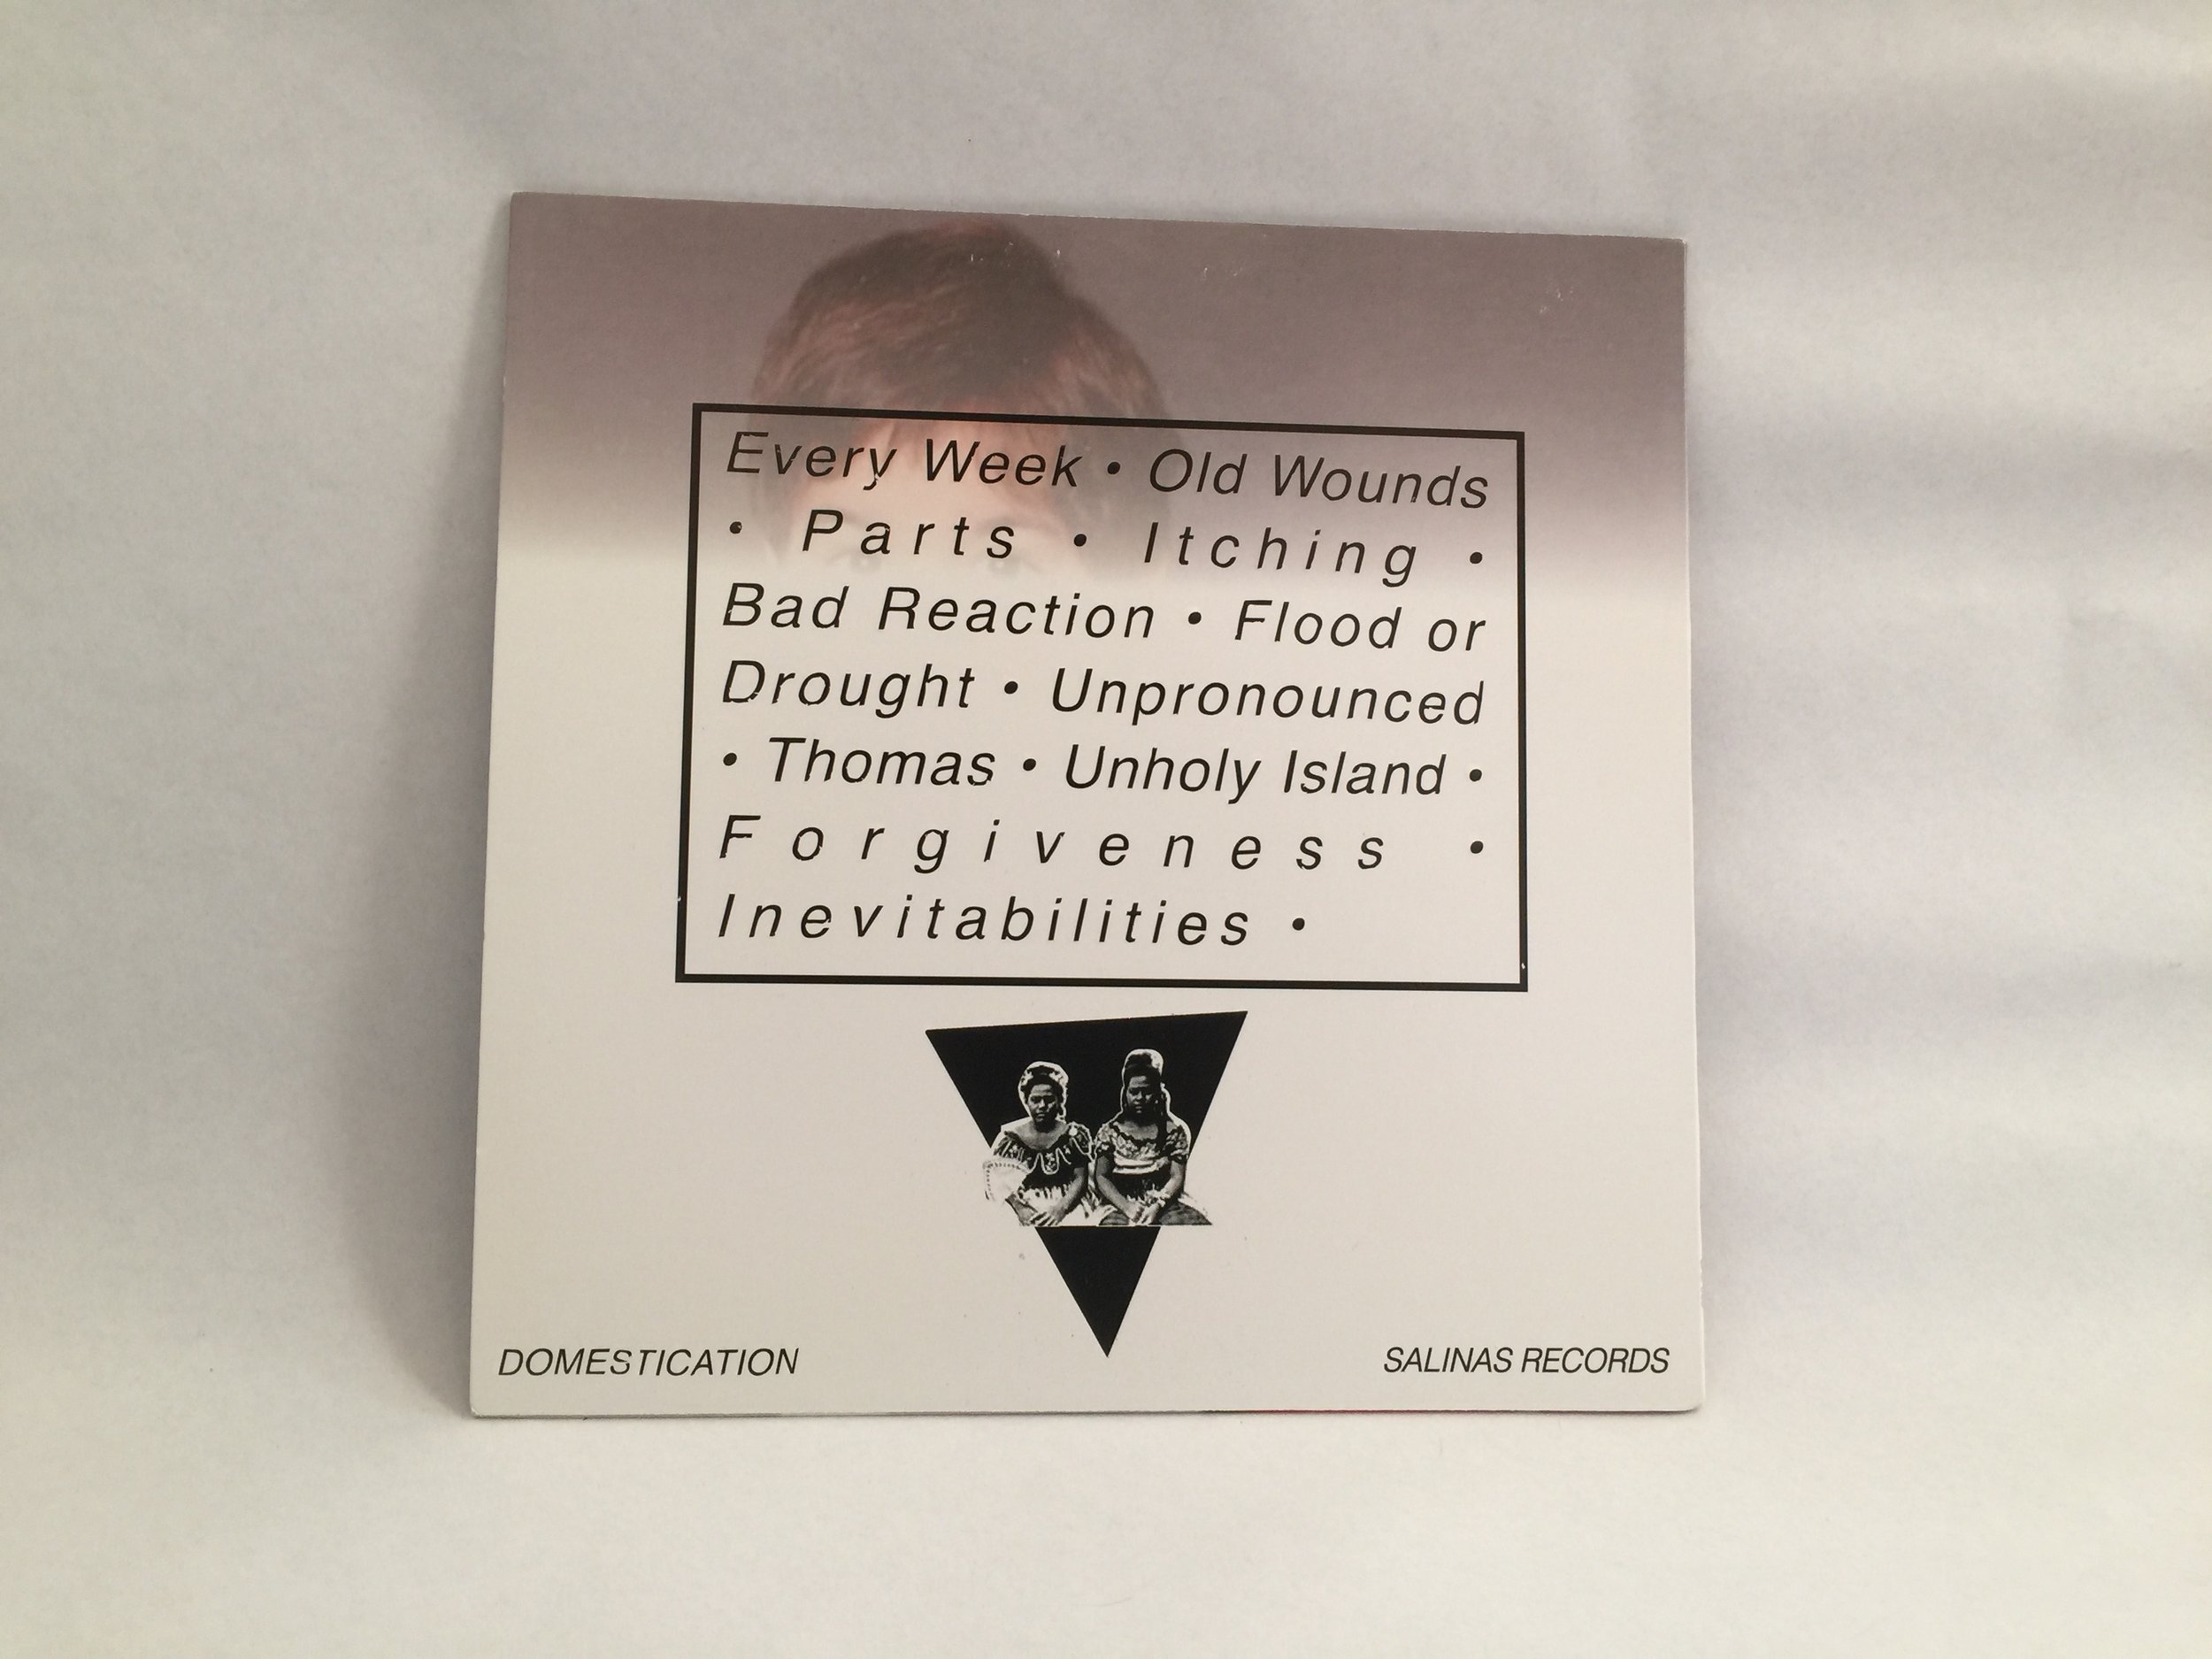 Every Week • Old Wounds
• Parts • Itching •
Bad Reaction • Flood or
Drought • Unpronounced
• Thomas • Unholy Island •
Forgiveness •
Inevitabilities •
DOMESTICATION
SALINAS RECORDS